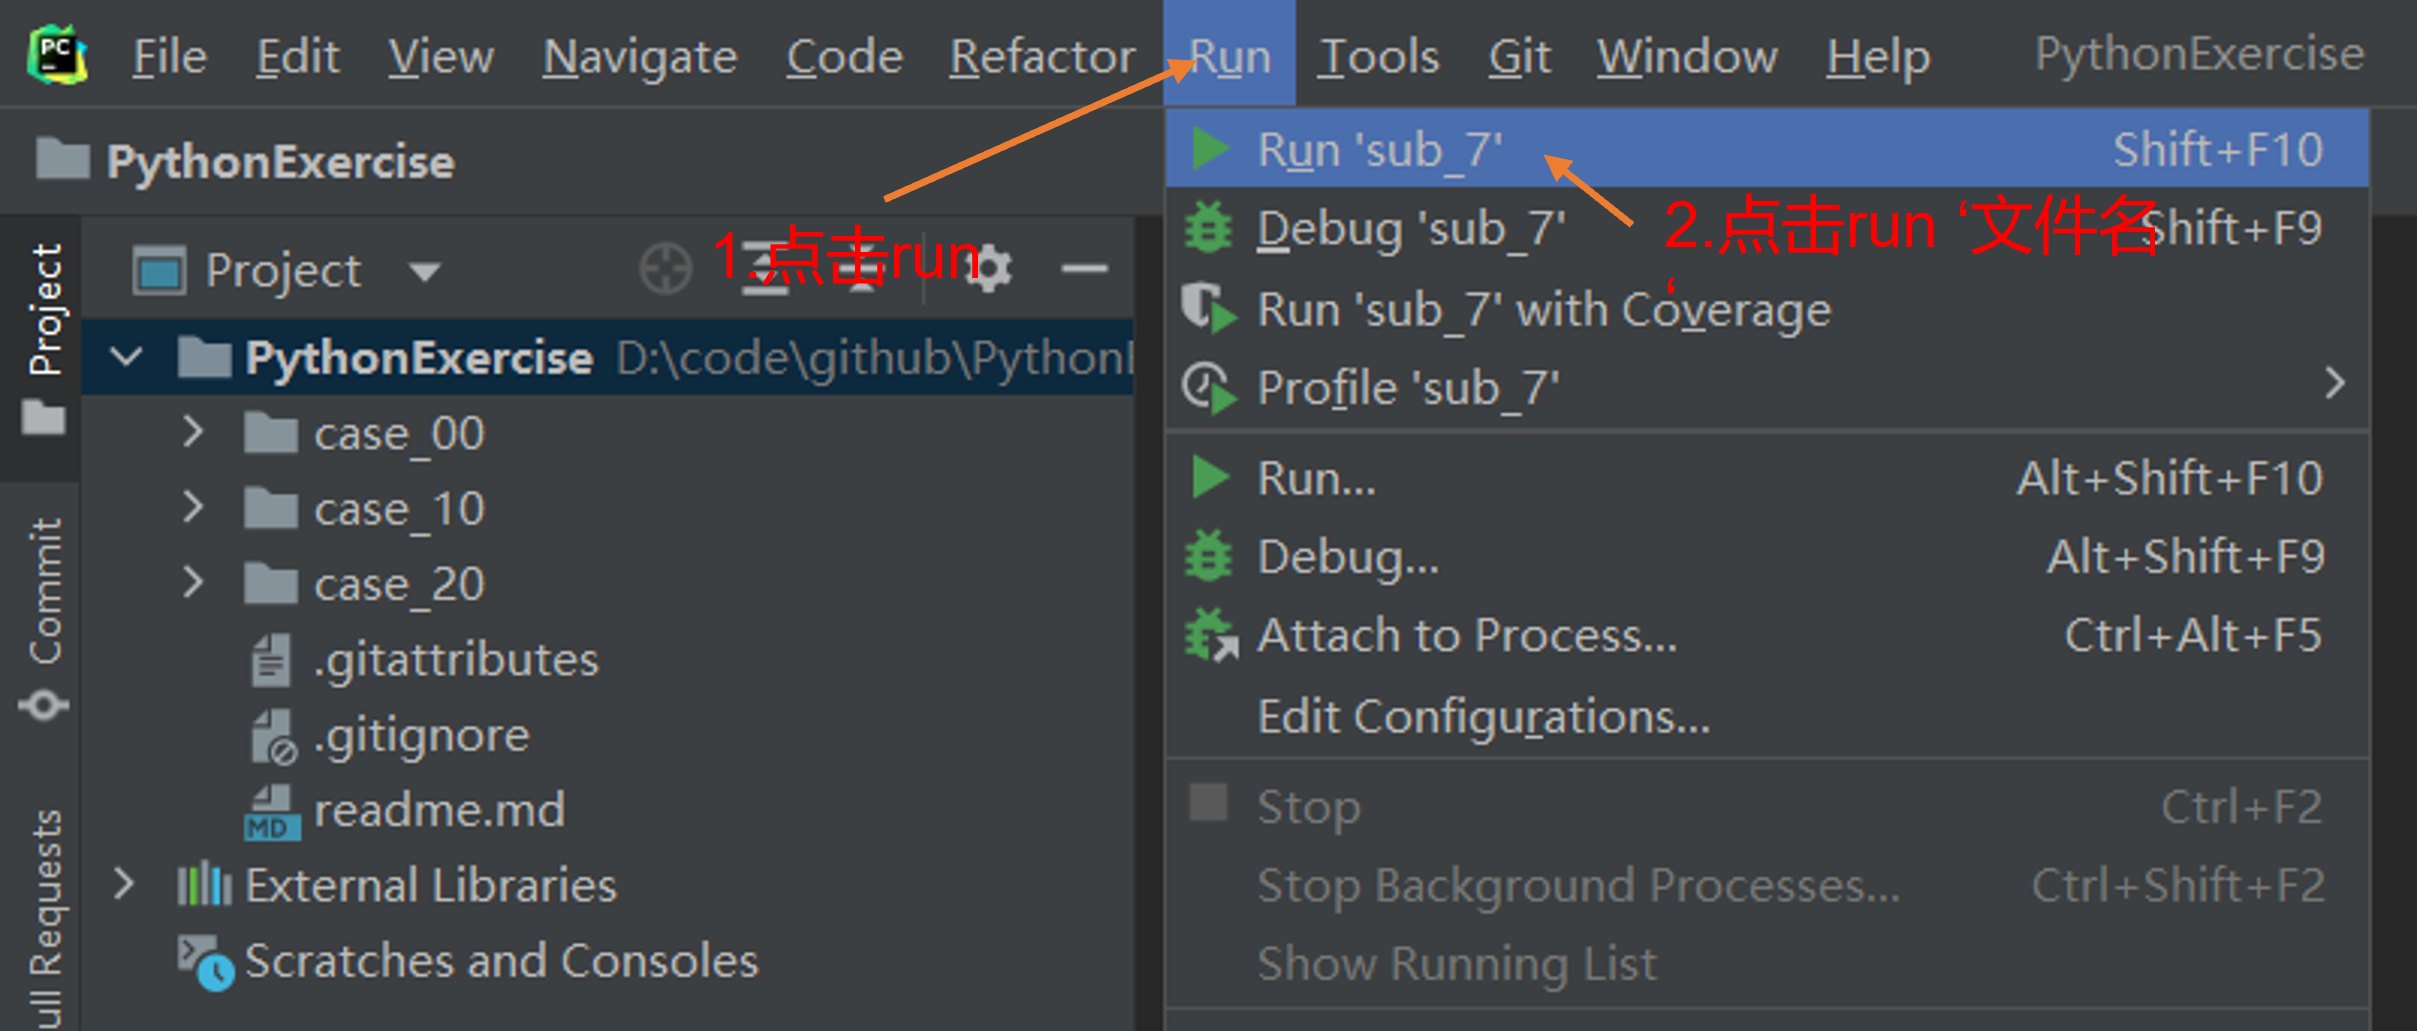 PC File Edit View Navigate Code Refactor Run Tools Git Window Help PythonExercise
PythonExercise
Project
1.点击run
PythonExercise D:\code\github\Python
case_00
case_10
case_20
.gitattributes
.gitignore
readme.md
MD
External Libraries
Scratches and Consoles
Project
Commit
ull Requests
Run 'sub_7' Shift+F10
2.点击run ‘文件名
‘
Debug 'sub_7' Shift+F9
Run 'sub_7' with Coverage
Profile 'sub_7'
Run... Alt+Shift+F10
Debug... Alt+Shift+F9
Attach to Process... Ctrl+Alt+F5
Edit Configurations...
Stop Ctrl+F2
Stop Background Processes... Ctrl+Shift+F2
Show Running List